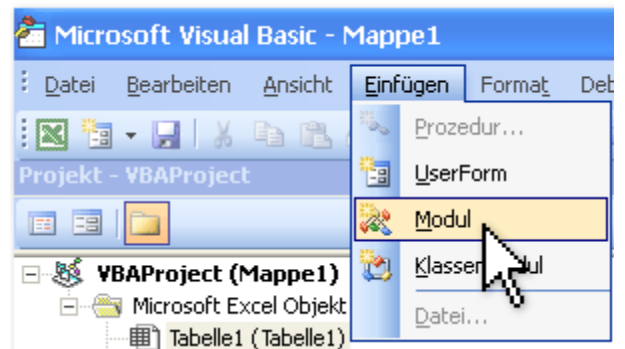 Microsoft Visual Basic - Mappe1
Datei Bearbeiten Ansicht Einfügen Format
Prozedur...
Projekt - VBAProject
UserForm
Modul
VBAProject (Mappe1)
Microsoft Excel Objekt
Datei...
Tabelle1 (Tabelle1)